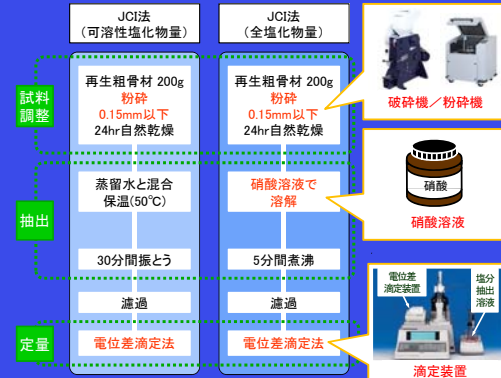 JCI法
(可溶性塩化物量)
JCI法
(全塩化物量)
試料
調整
再生粗骨材 200g
粉砕
0.15mm以下
24hr自然乾燥
再生粗骨材 200g
粉砕
0.15mm以下
24hr自然乾燥
破砕機/粉砕機
抽出
蒸留水と混合
保温(50℃)
硝酸溶液で
溶解
硝酸
硝酸溶液
30分間振とう
5分間煮沸
濾過
濾過
定量
電位差滴定法
電位差滴定法
電位差
滴定装置
塩分
抽出
溶液
滴定装置